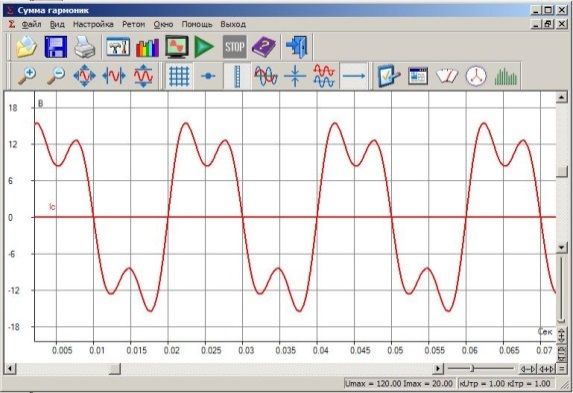 Сумма гармоник
Файл Вид Настройка Ретом Окно Помощь Выход
STOP
В
18
12
6
Ic
0
-6
-12
-18
Сек
0.005 0.01 0.015 0.02 0.025 0.03 0.035 0.04 0.045 0.05 0.055 0.06 0.065 0.07
Umax = 120.00 Imax = 20.00 кUтр = 1.00 кIтр = 1.00